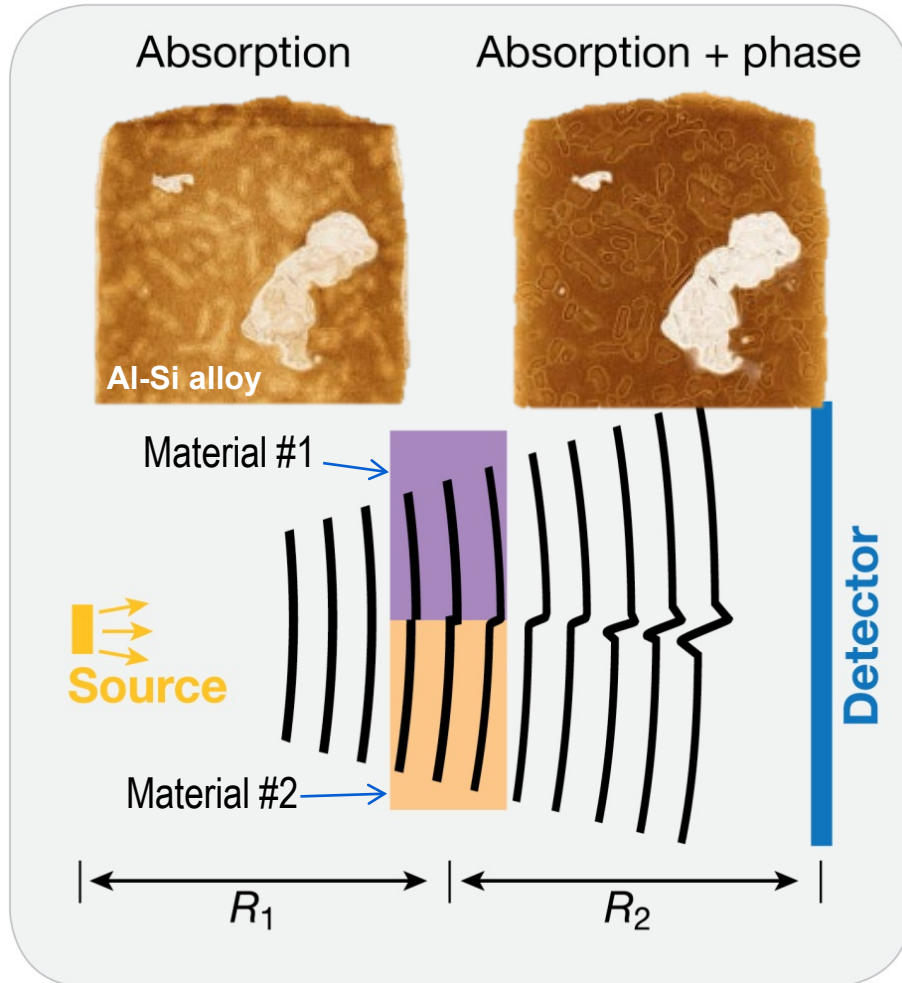 Absorption
Absorption + phase
Al-Si alloy
Material #1
Source
Detector
Material #2
R₁
R₂